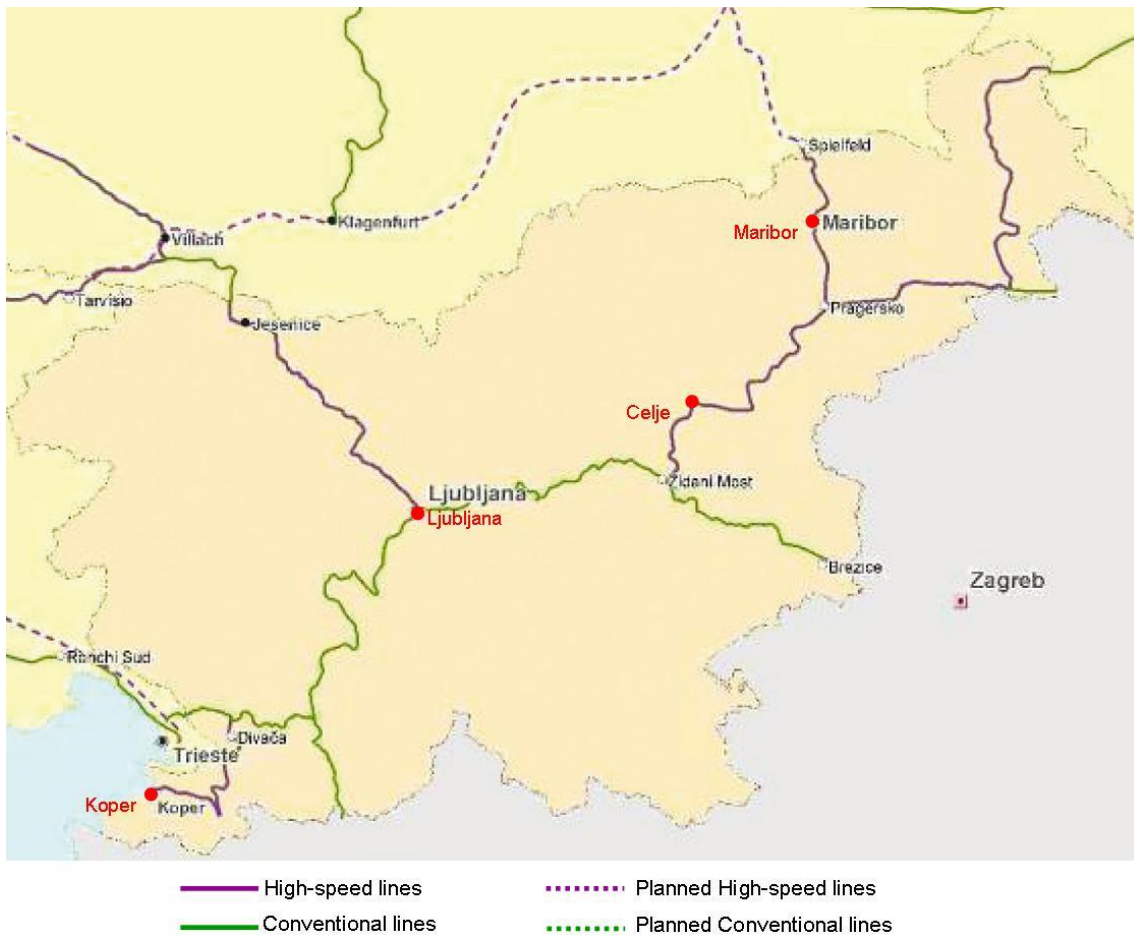 Spielfeld
Maribor
Maribor
Klagenfurt
Villach
Tarvisio
Jesenice
Pragersko
Celje
Zidani Most
Ljubljana
Ljubljana
Brezice
Zagreb
Ronchi Sud
Divača
Trieste
Koper
Koper
High-speed lines
Planned High-speed lines
Conventional lines
Planned Conventional lines